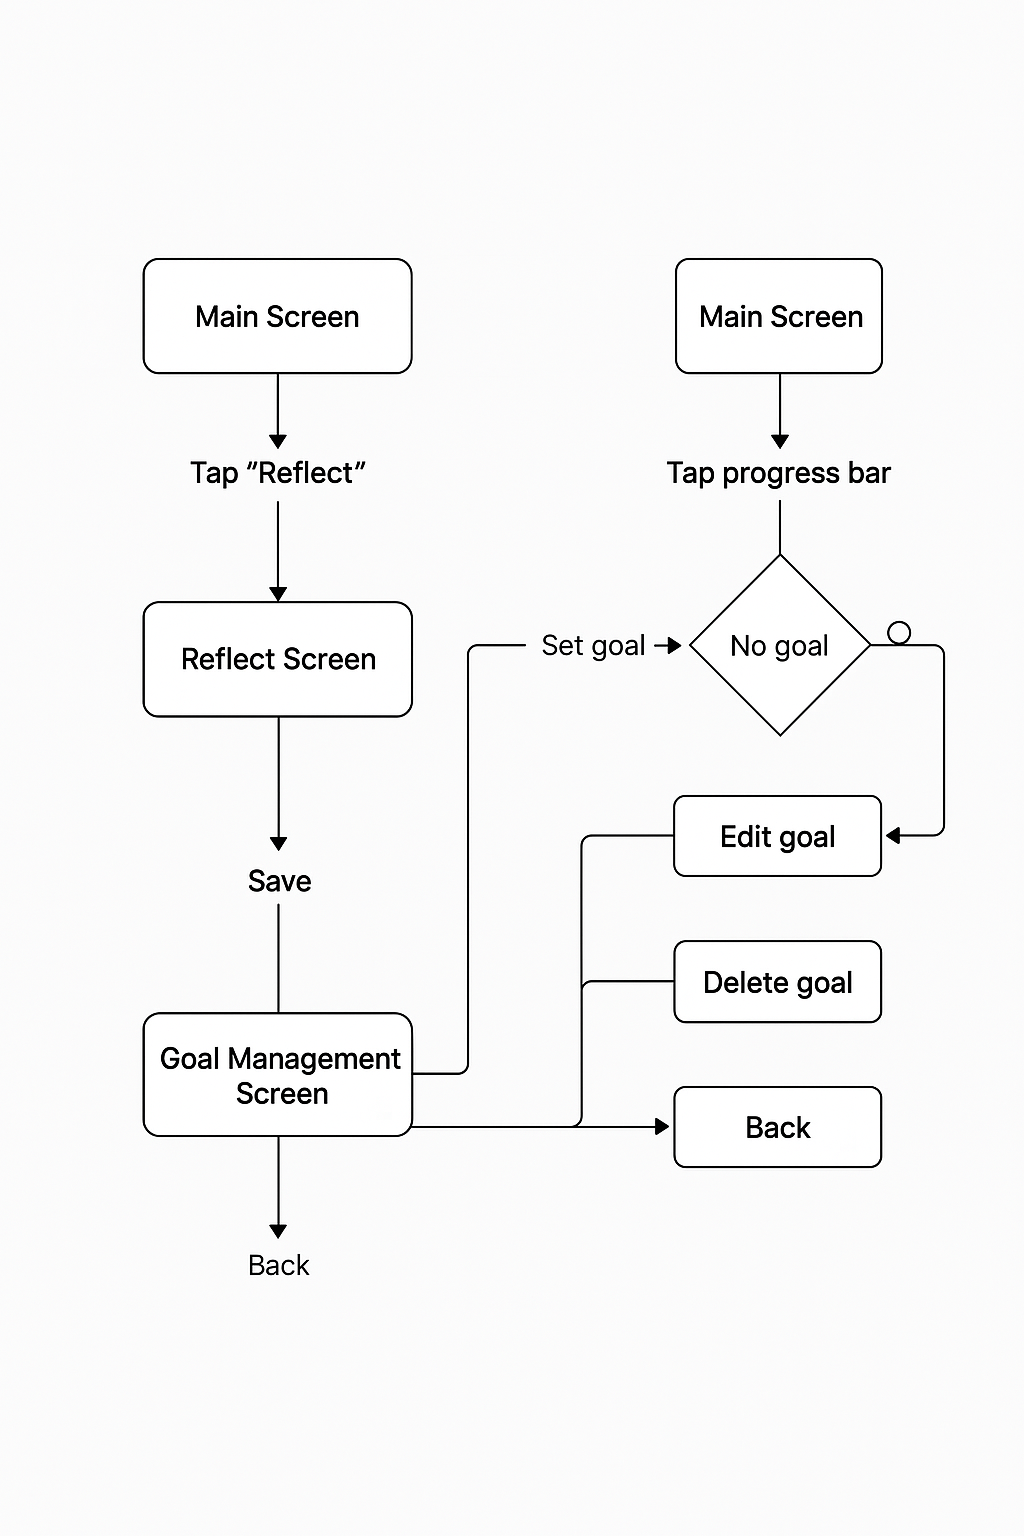 Main Screen
Tap “Reflect”
Reflect Screen
Save
Goal Management
Screen
Back
Main Screen
Tap progress bar
Set goal
No goal
Edit goal
Delete goal
Back